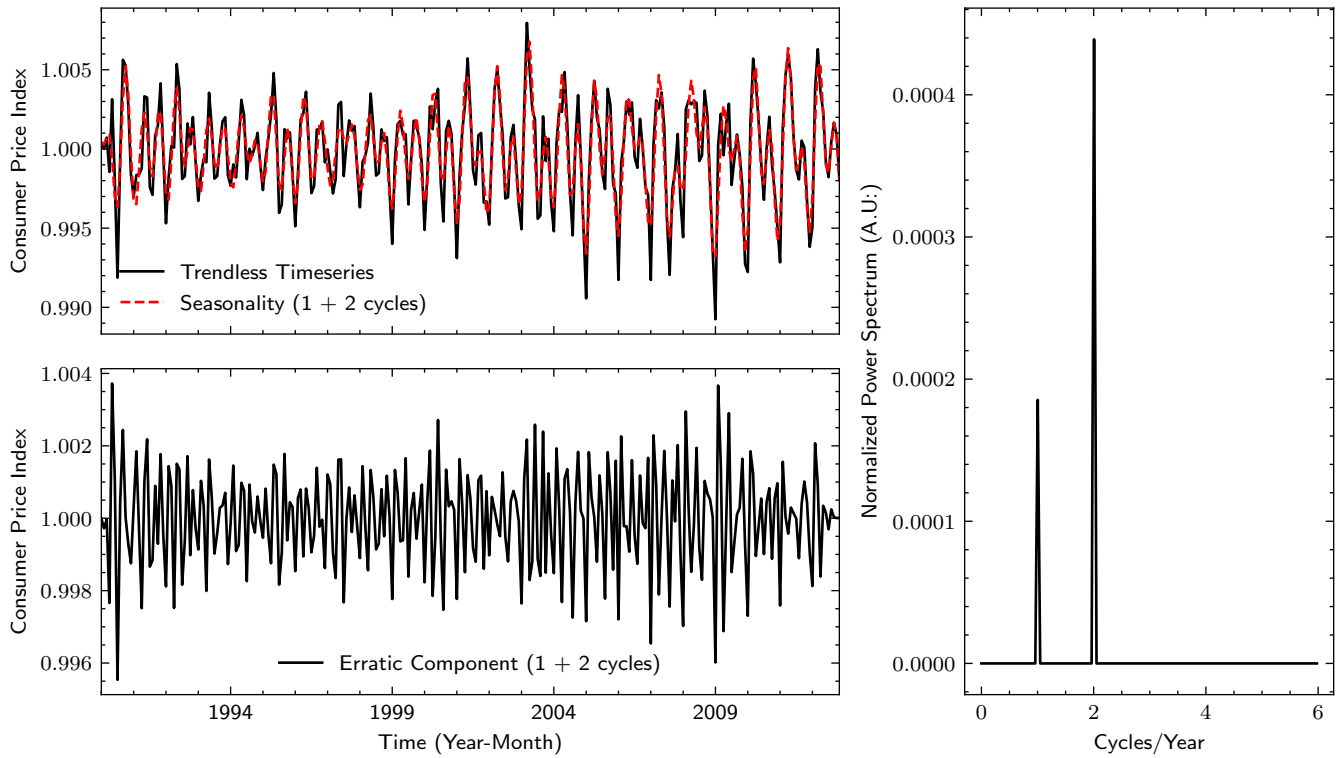 Consumer Price Index
1.005
1.000
0.995
0.990
Trendless Timeseries
Seasonality (1 + 2 cycles)
Consumer Price Index
1.004
1.002
1.000
0.998
0.996
Erratic Component (1 + 2 cycles)
1994
1999
2004
2009
Time (Year-Month)
Normalized Power Spectrum (A.U.)
0.0004
0.0003
0.0002
0.0001
0.0000
0
2
4
6
Cycles/Year